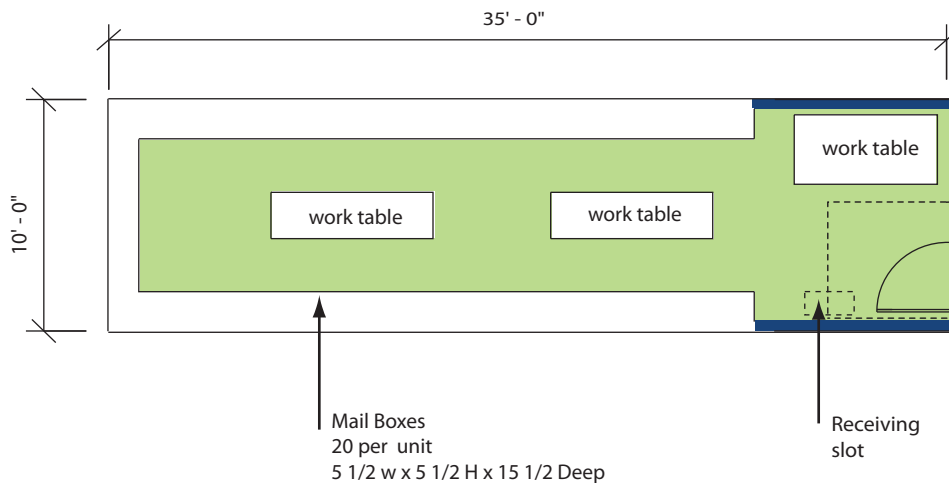 35' - 0"
work table
10' - 0"
work table
work table
Mail Boxes
20 per unit
5 1/2 w x 5 1/2 H x 15 1/2 Deep
Receiving
slot